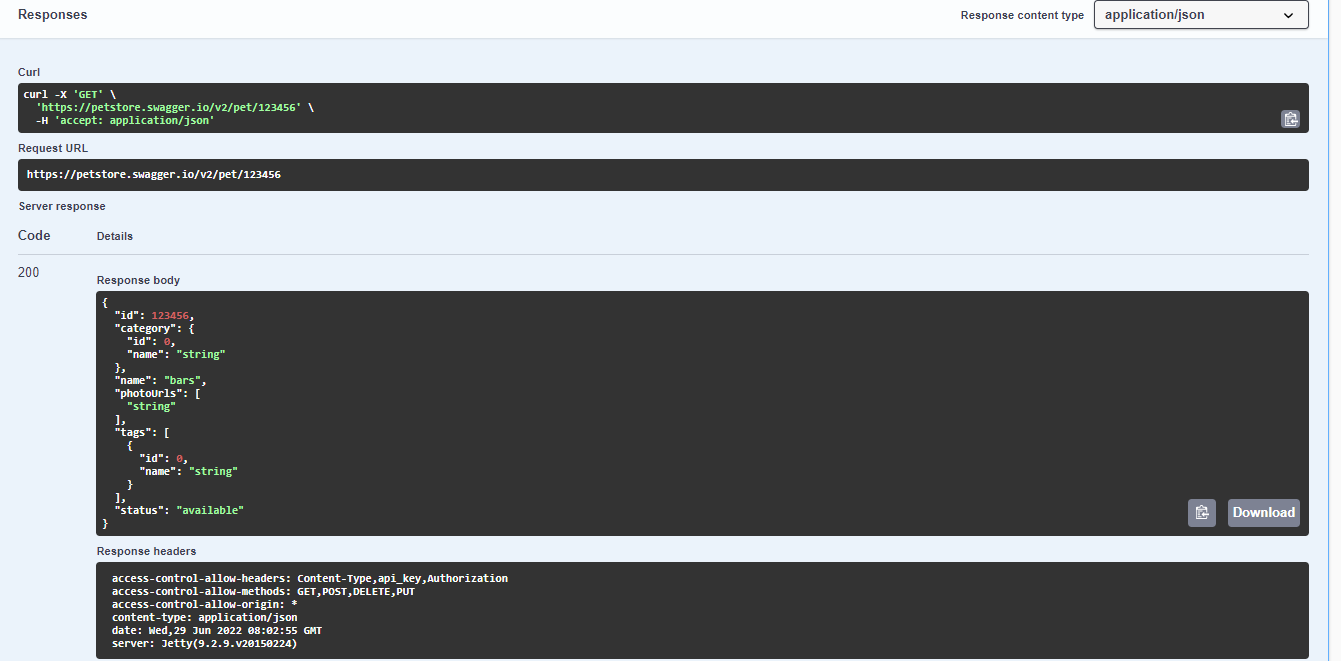 Responses
Response content type application/json
Curl
curl -X 'GET' \
  'https://petstore.swagger.io/v2/pet/123456' \
  -H 'accept: application/json'
Request URL
https://petstore.swagger.io/v2/pet/123456
Server response
Code Details
200
Response body
{
  "id": 123456,
  "category": {
    "id": 0,
    "name": "string"
  },
  "name": "bars",
  "photoUrls": [
    "string"
  ],
  "tags": [
    {
      "id": 0,
      "name": "string"
    }
  ],
  "status": "available"
}
Download
Response headers
access-control-allow-headers: Content-Type,api_key,Authorization
access-control-allow-methods: GET,POST,DELETE,PUT
access-control-allow-origin: *
content-type: application/json
date: Wed,29 Jun 2022 08:02:55 GMT
server: Jetty(9.2.9.v20150224)